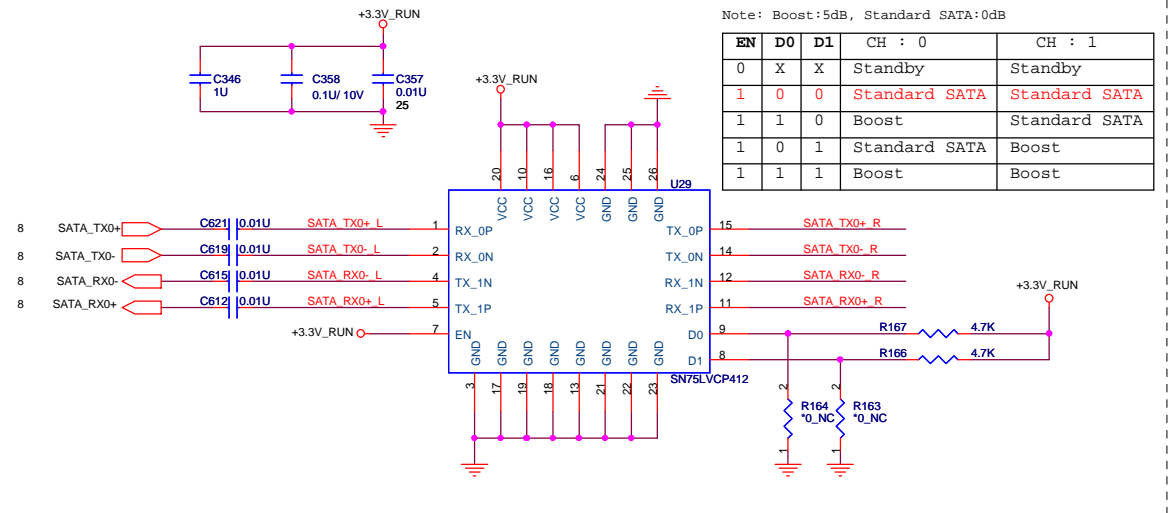 Note: Boost:5dB, Standard SATA:0dB
EN D0 D1 CH : 0 CH : 1
0 X X Standby Standby
1 0 0 Standard SATA Standard SATA
1 1 0 Boost Standard SATA
1 0 1 Standard SATA Boost
1 1 1 Boost Boost
+3.3V_RUN
C346
1U
C358
0.1U/ 10V
C357
0.01U
25
+3.3V_RUN
20 10 16 6 24 25 26
VCC VCC VCC VCC GND GND GND
U29
8 SATA_TX0+ C621 0.01U SATA_TX0+_L 1 RX_0P
8 SATA_TX0- C619 0.01U SATA_TX0-_L 2 RX_0N
8 SATA_RX0- C615 0.01U SATA_RX0-_L 4 TX_1N
8 SATA_RX0+ C612 0.01U SATA_RX0+_L 5 TX_1P
+3.3V_RUN 7 EN
TX_0P 15 SATA_TX0+_R
TX_0N 14 SATA_TX0-_R
RX_1N 12 SATA_RX0-_R
RX_1P 11 SATA_RX0+_R
D0 9 R167 4.7K
D1 8 R166 4.7K
+3.3V_RUN
GND GND GND GND GND GND GND GND
3 17 19 18 13 21 22 23
SN75LVCP412
2 2
R164
*0_NC
R163
*0_NC
1 1